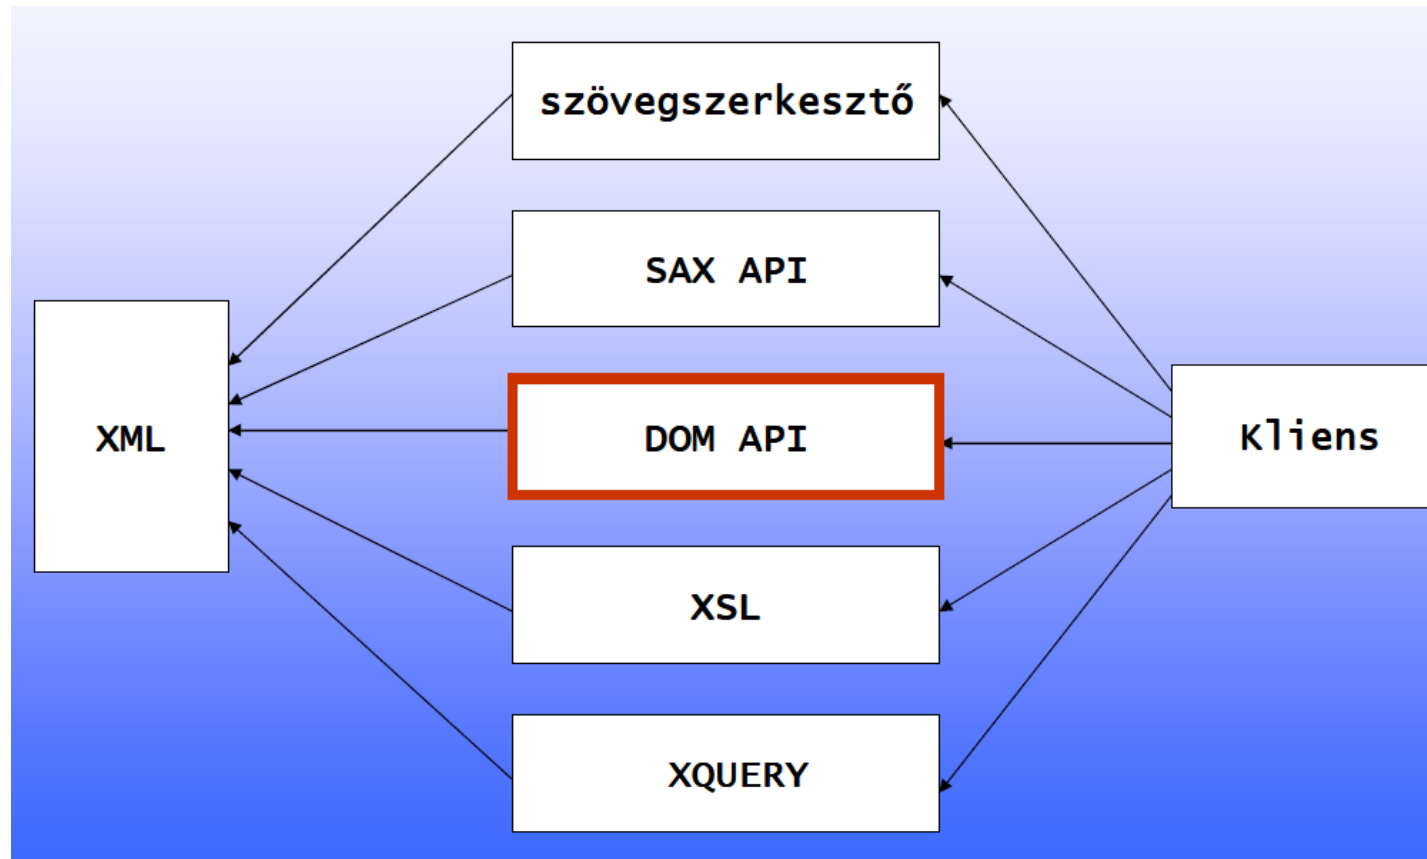 szövegszerkesztő
SAX API
XML
DOM API
Kliens
XSL
XQUERY